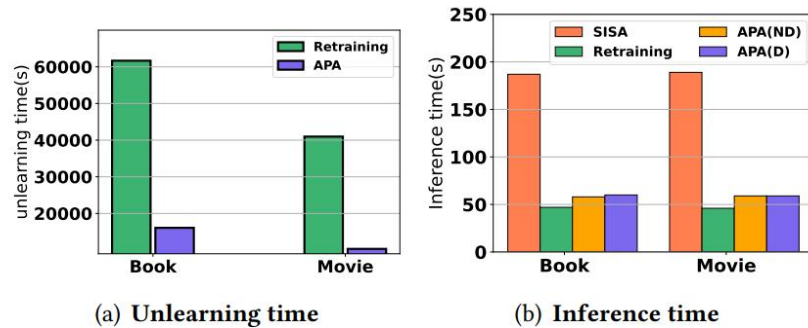 unlearning time(s)
60000
50000
40000
30000
20000
Retraining
APA
Book
Movie
(a) Unlearning time
Inference time(s)
250
200
150
100
50
0
SISA
Retraining
APA(ND)
APA(D)
Book
Movie
(b) Inference time